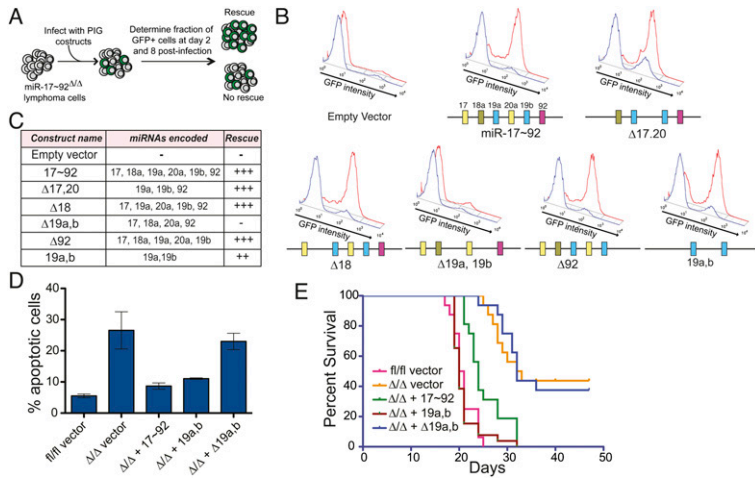 A
Infect with PIG
constructs
Determine fraction of
GFP+ cells at day 2
and 8 post-infection
Rescue
miR-17~92Δ/Δ
lymphoma cells
No rescue
B
GFP intensity
GFP intensity
GFP intensity
Empty Vector
17 18a 19a 20a 19b 92
miR-17~92
Δ17.20
GFP intensity
GFP intensity
GFP intensity
GFP intensity
Δ18
Δ19a, 19b
Δ92
19a,b
C
Construct name miRNAs encoded Rescue
Empty vector - -
17~92 17, 18a, 19a, 20a, 19b, 92 +++
Δ17,20 19a, 19b, 92 +++
Δ18 17, 19a, 20a, 19b, 92 +++
Δ19a,b 17, 18a, 20a, 92 -
Δ92 17, 18a, 19a, 20a, 19b +++
19a,b 19a,19b ++
D
% apoptotic cells
40
30
20
10
0
fl/fl vector
Δ/Δ vector
Δ/Δ + 17~92
Δ/Δ + 19a,b
Δ/Δ + Δ19a,b
E
Percent Survival
100
80
60
40
20
0
fl/fl vector
Δ/Δ vector
Δ/Δ + 17~92
Δ/Δ + 19a,b
Δ/Δ + Δ19a,b
0 10 20 30 40 50
Days